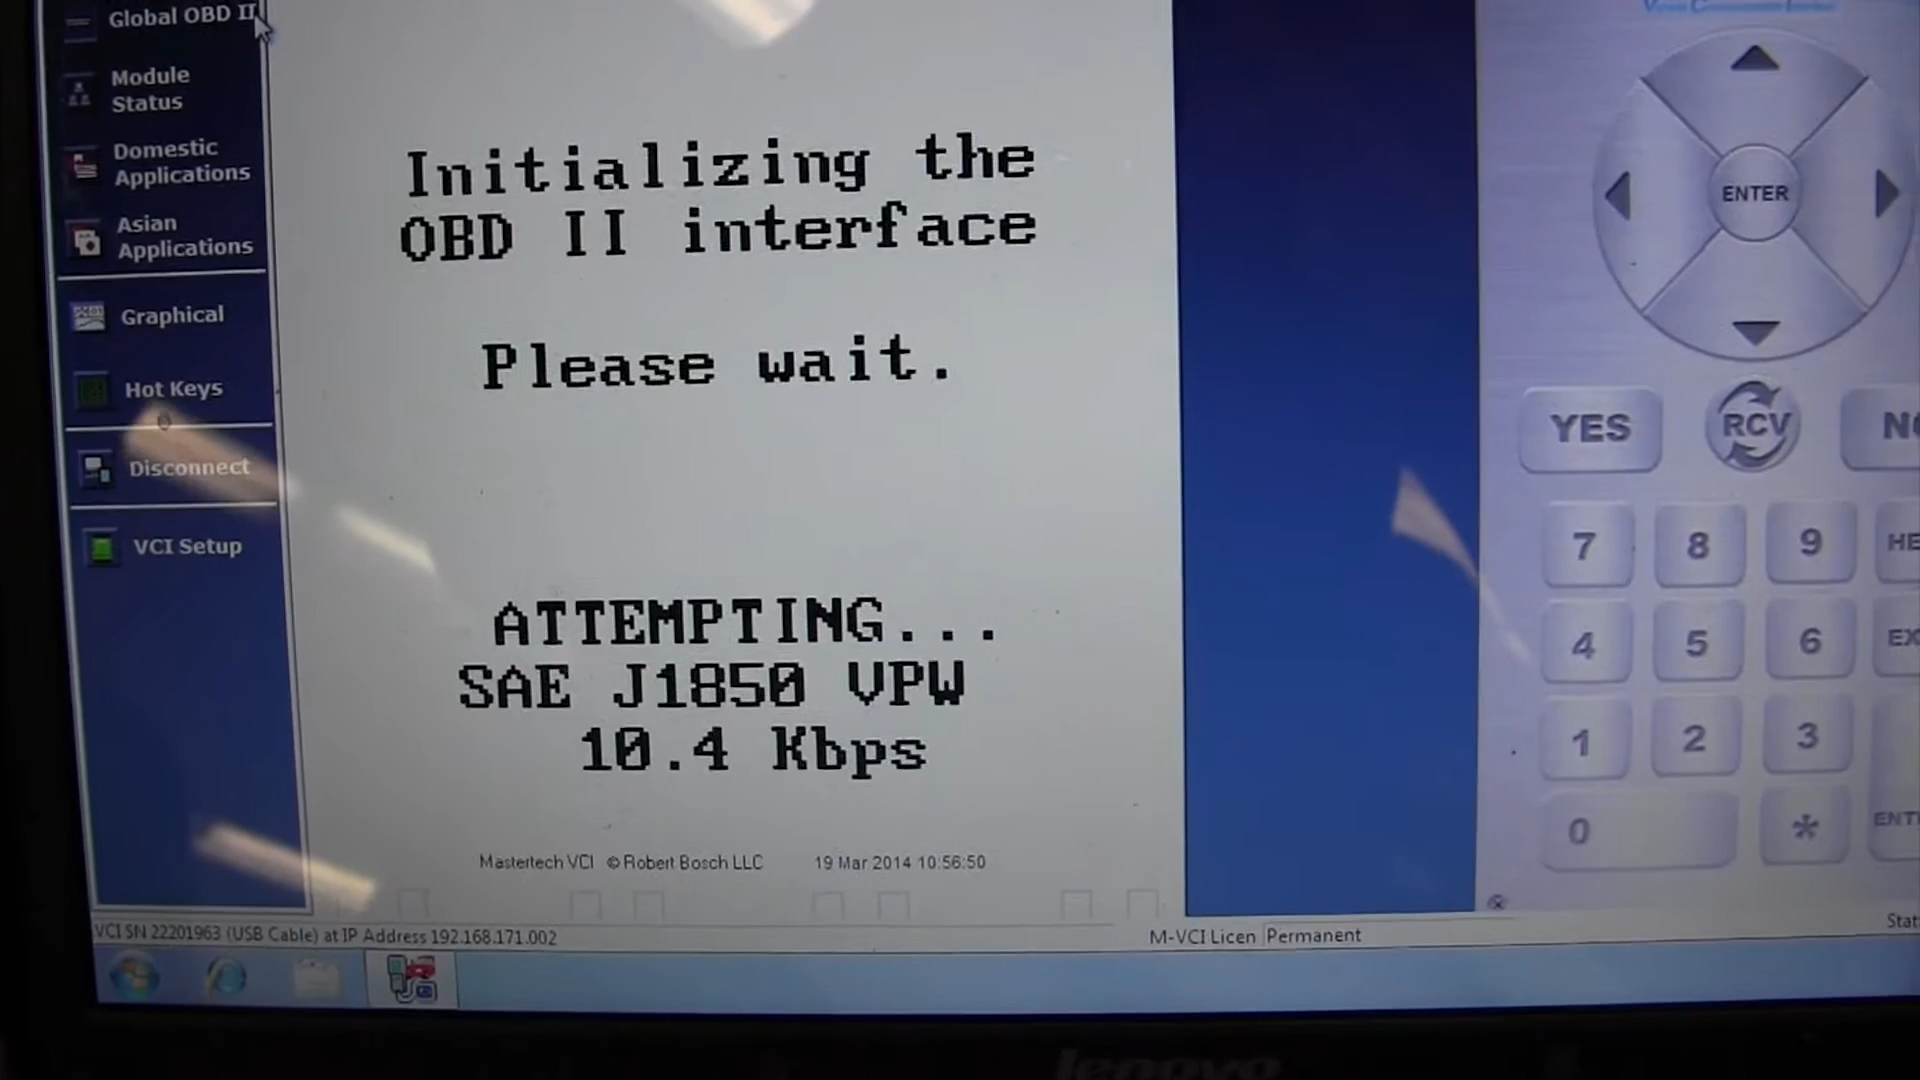 Global OBD II
Module
Status
Domestic
Applications
Asian
Applications
Graphical
Hot Keys
Disconnect
VCI Setup
Initializing the
OBD II interface
Please wait.
ATTEMPTING...
SAE J1850 VPW
10.4 Kbps
Mastertech VCI © Robert Bosch LLC 19 Mar 2014 10:56:50
ENTER
YES RCV
7 8 9
4 5 6
1 2 3
0 *
VCI SN 22201963 (USB Cable) at IP Address 192.168.171.002
M-VCI Licen Permanent
lenovo